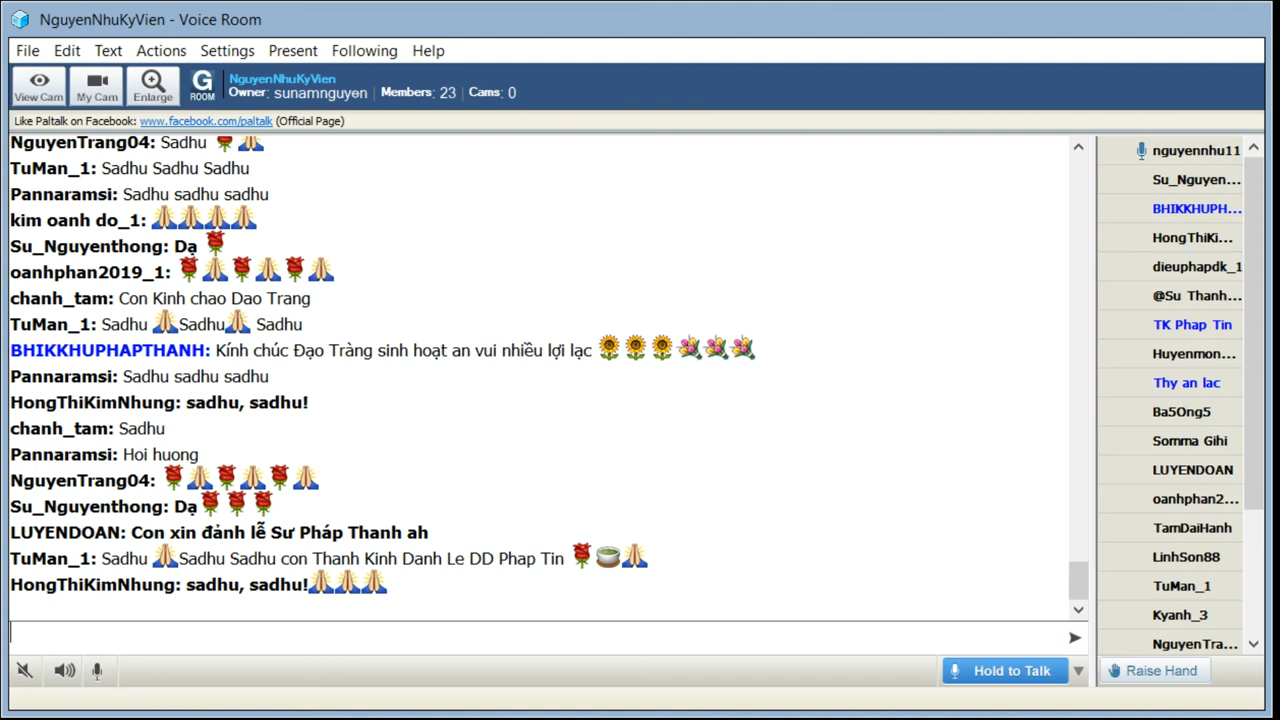 NguyenNhuKyVien - Voice Room
File Edit Text Actions Settings Present Following Help
View Cam My Cam Enlarge G ROOM
NguyenNhuKyVien
Owner: sunamnguyen | Members: 23 | Cams: 0
Like Paltalk on Facebook: www.facebook.com/paltalk (Official Page)
NguyenTrang04: Sadhu 🌹🙏
TuMan_1: Sadhu Sadhu Sadhu
Pannaramsi: Sadhu sadhu sadhu
kim oanh do_1: 🙏🙏🙏🙏
Su_Nguyenthong: Dạ 🌹
oanhphan2019_1: 🌹🙏🌹🙏🌹🙏
chanh_tam: Con Kinh chao Dao Trang
TuMan_1: Sadhu 🙏Sadhu🙏 Sadhu
BHIKKHUPHAPTHANH: Kính chúc Đạo Tràng sinh hoạt an vui nhiều lợi lạc 🌻🌻🌻💐💐💐
Pannaramsi: Sadhu sadhu sadhu
HongThiKimNhung: sadhu, sadhu!
chanh_tam: Sadhu
Pannaramsi: Hoi huong
NguyenTrang04: 🌹🙏🌹🙏🌹🙏
Su_Nguyenthong: Dạ🌹🌹🌹
LUYENDOAN: Con xin đảnh lễ Sư Pháp Thanh ah
TuMan_1: Sadhu 🙏Sadhu Sadhu con Thanh Kinh Danh Le DD Phap Tin 🌹🍵🙏
HongThiKimNhung: sadhu, sadhu!🙏🙏🙏
nguyennhu11
Su_Nguyen...
BHIKKHUPH...
HongThiKi...
dieuphapdk_1
@Su Thanh...
TK Phap Tin
Huyenmon...
Thy an lac
Ba5Ong5
Somma Gihi
LUYENDOAN
oanhphan2...
TamDaiHanh
LinhSon88
TuMan_1
Kyanh_3
NguyenTra...
Hold to Talk
Raise Hand